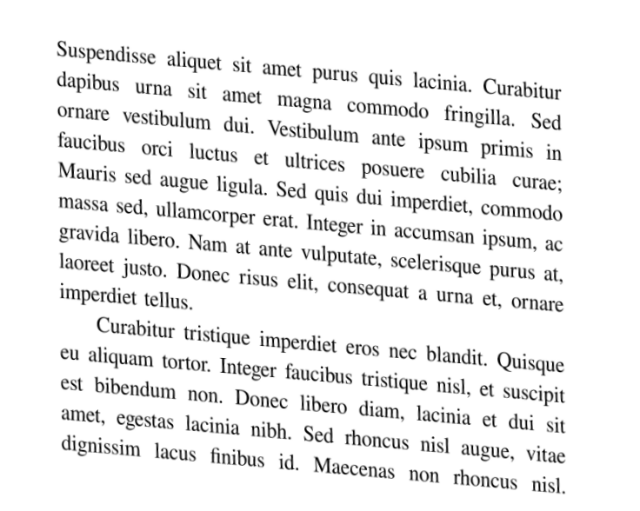 Suspendisse aliquet sit amet purus quis lacinia. Curabitur
dapibus urna sit amet magna commodo fringilla. Sed
ornare vestibulum dui. Vestibulum ante ipsum primis in
faucibus orci luctus et ultrices posuere cubilia curae;
Mauris sed augue ligula. Sed quis dui imperdiet, commodo
massa sed, ullamcorper erat. Integer in accumsan ipsum, ac
gravida libero. Nam at ante vulputate, scelerisque purus at,
laoreet justo. Donec risus elit, consequat a urna et, ornare
imperdiet tellus.
Curabitur tristique imperdiet eros nec blandit. Quisque
eu aliquam tortor. Integer faucibus tristique nisl, et suscipit
est bibendum non. Donec libero diam, lacinia et dui sit
amet, egestas lacinia nibh. Sed rhoncus nisl augue, vitae
dignissim lacus finibus id. Maecenas non rhoncus nisl.